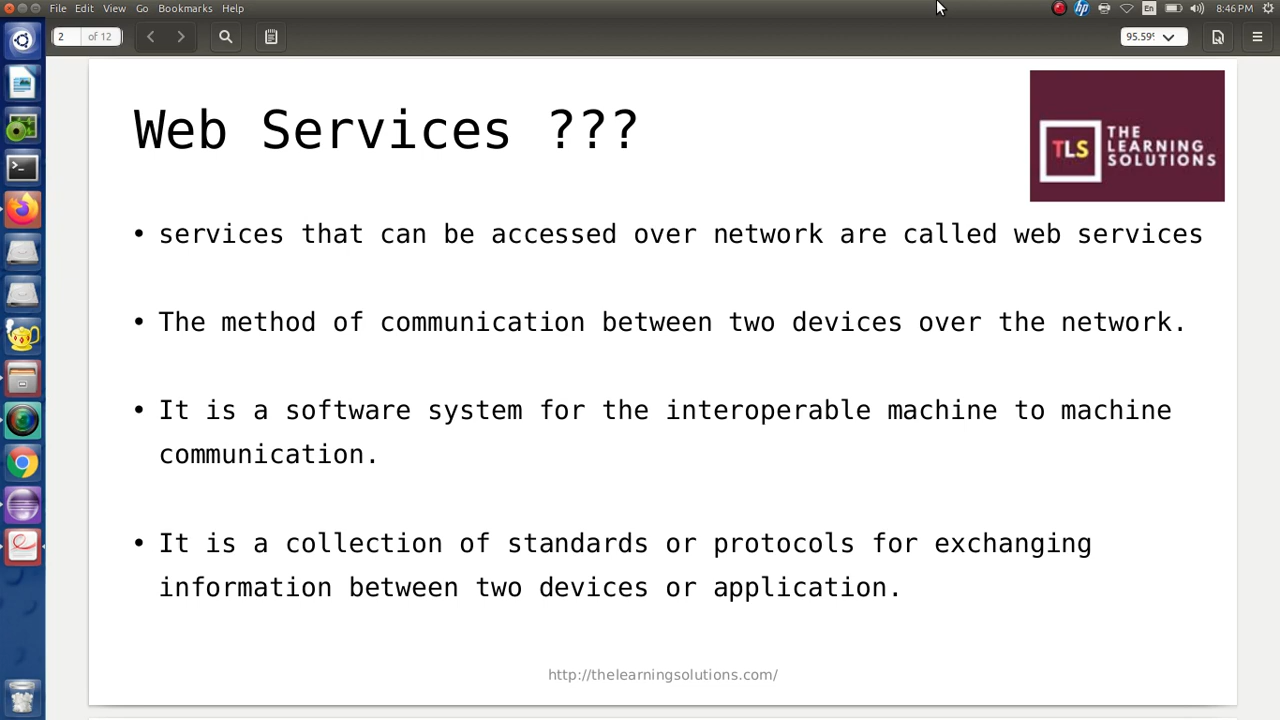 File Edit View Go Bookmarks Help
En 8:46PM
2 of 12
95.59%
Web Services ???
TLS THE LEARNING SOLUTIONS
• services that can be accessed over network are called web services
• The method of communication between two devices over the network.
• It is a software system for the interoperable machine to machine
communication.
• It is a collection of standards or protocols for exchanging
information between two devices or application.
http://thelearningsolutions.com/